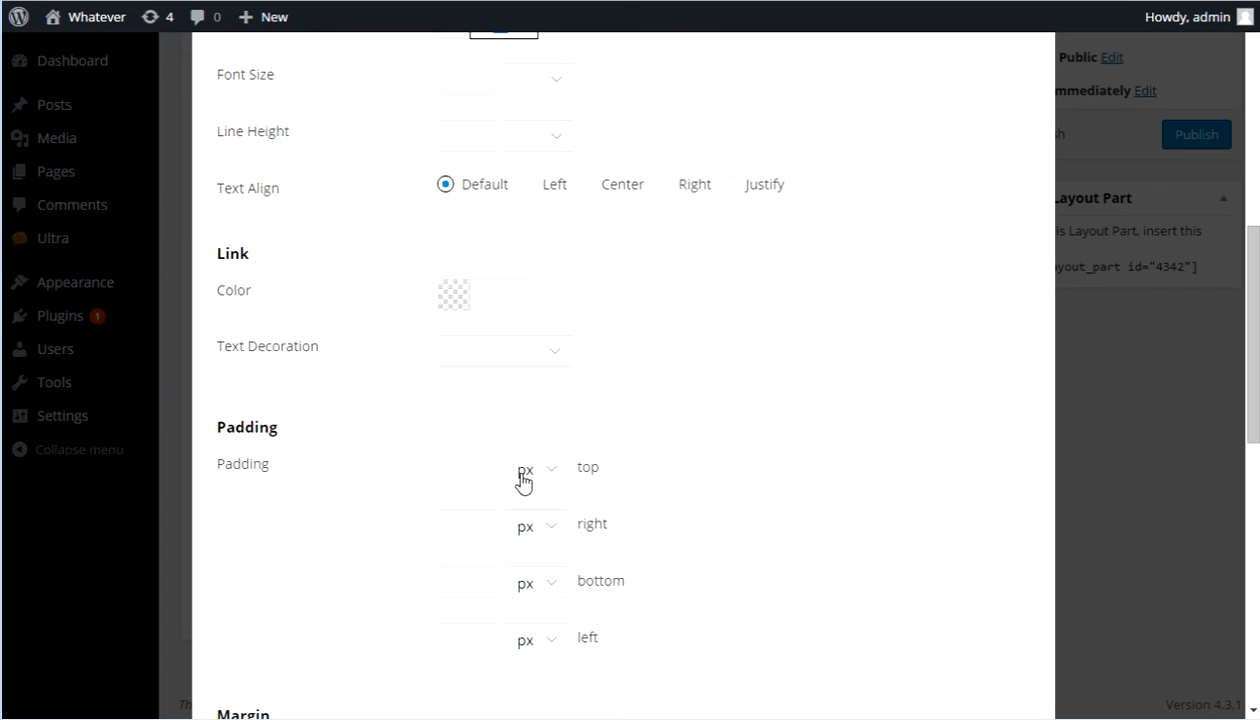 Whatever 4 0 New Howdy, admin
Dashboard
Posts
Media
Pages
Comments
Ultra
Appearance
Plugins 1
Users
Tools
Settings
Collapse menu
Font Size
Line Height
Text Align Default Left Center Right Justify
Link
Color
Text Decoration
Padding
Padding px top
px right
px bottom
px left
Margin
Public Edit
mmediately Edit
sh Publish
Layout Part
is Layout Part, insert this
yout_part id="4342"]
Th
Version 4.3.1